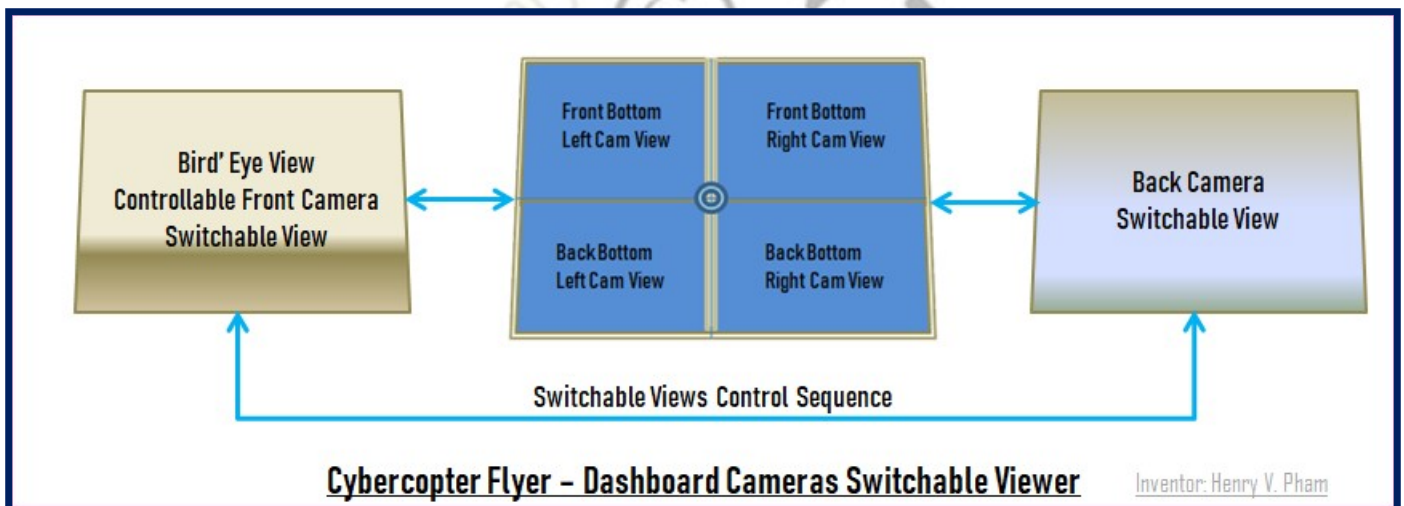 Bird' Eye View
Controllable Front Camera
Switchable View
Front Bottom
Left Cam View
Front Bottom
Right Cam View
Back Bottom
Left Cam View
Back Bottom
Right Cam View
Back Camera
Switchable View
Switchable Views Control Sequence
Cybercopter Flyer – Dashboard Cameras Switchable Viewer
Inventor: Henry V. Pham